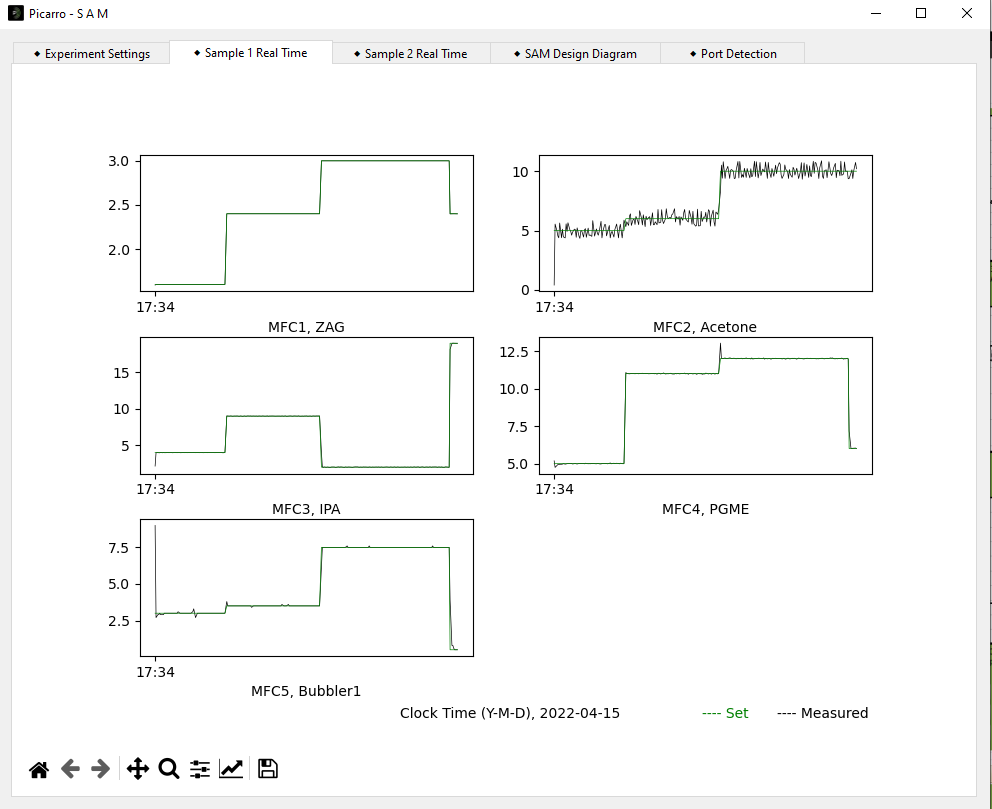 Picarro - S A M
◆ Experiment Settings
◆ Sample 1 Real Time
◆ Sample 2 Real Time
◆ SAM Design Diagram
◆ Port Detection
3.0
2.5
2.0
17:34
MFC1, ZAG
10
5
0
17:34
MFC2, Acetone
15
10
5
17:34
MFC3, IPA
12.5
10.0
7.5
5.0
17:34
MFC4, PGME
7.5
5.0
2.5
17:34
MFC5, Bubbler1
Clock Time (Y-M-D), 2022-04-15
---- Set
---- Measured